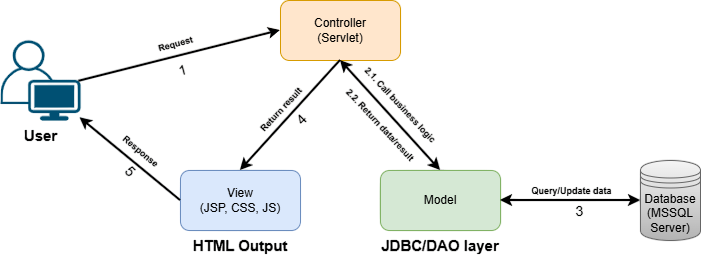 Controller
(Servlet)
Request
1
2.1. Call business logic
2.2. Return data/result
Return result
4
User
Response
5
View
(JSP, CSS, JS)
HTML Output
Model
JDBC/DAO layer
Query/Update data
3
Database
(MSSQL
Server)